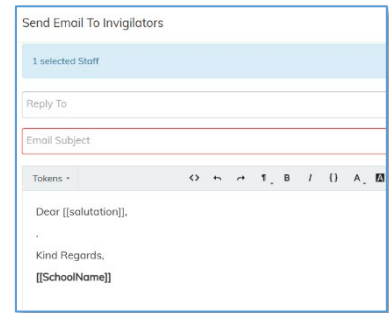 Send Email To Invigilators
1 selected Staff
Reply To
Email Subject
Tokens <> ¶ B I {} A A
Dear [[salutation]],
.
Kind Regards,
[[SchoolName]]